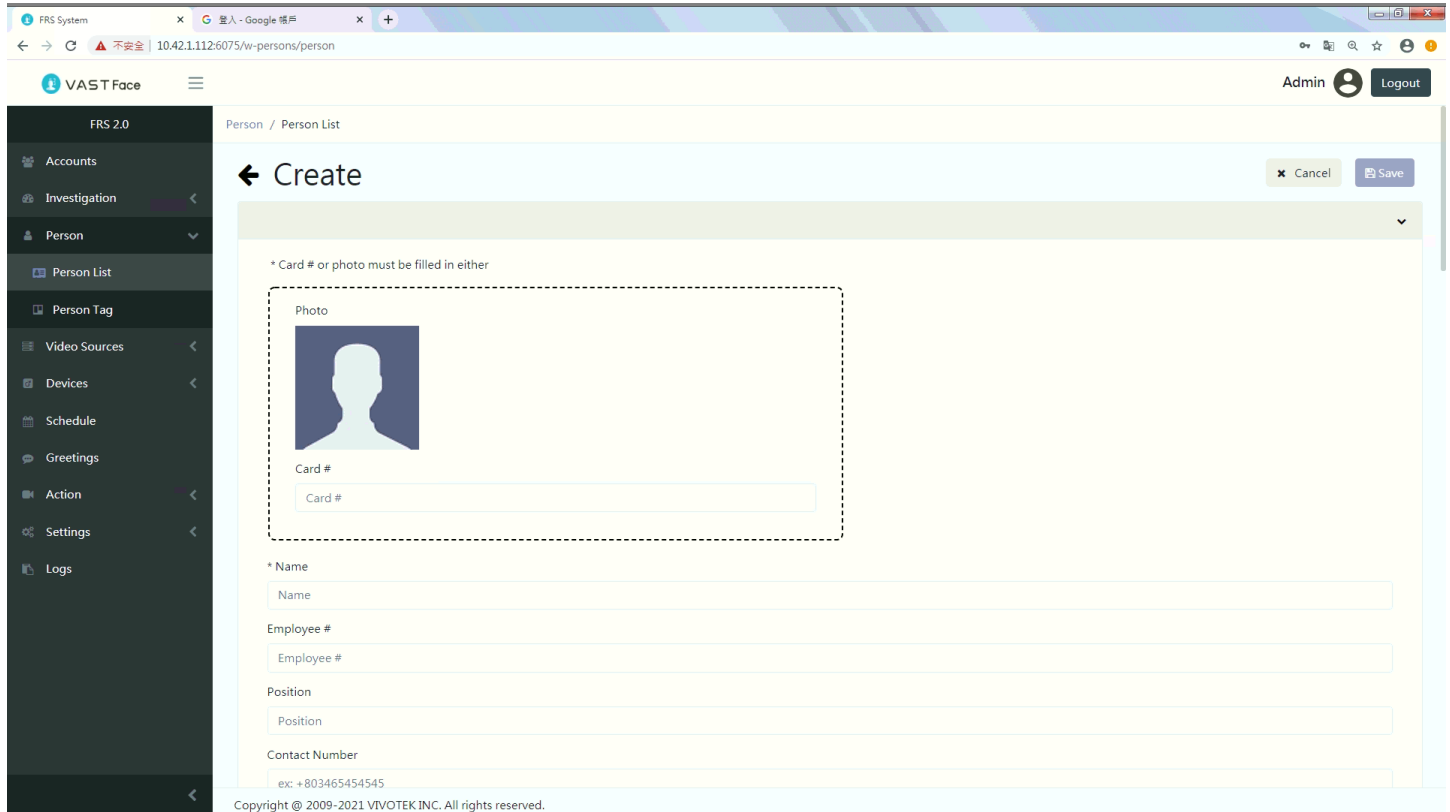 FRS System
登入 - Google 帳戶
不安全 10.42.1.112:6075/w-persons/person
VAST Face
Admin
Logout
FRS 2.0
Person / Person List
Accounts
Create
Cancel
Save
Investigation
Person
Person List
Person Tag
Video Sources
Devices
Schedule
Greetings
Action
Settings
Logs
* Card # or photo must be filled in either
Photo
Card #
Card #
* Name
Name
Employee #
Employee #
Position
Position
Contact Number
ex: +803465454545
Copyright @ 2009-2021 VIVOTEK INC. All rights reserved.